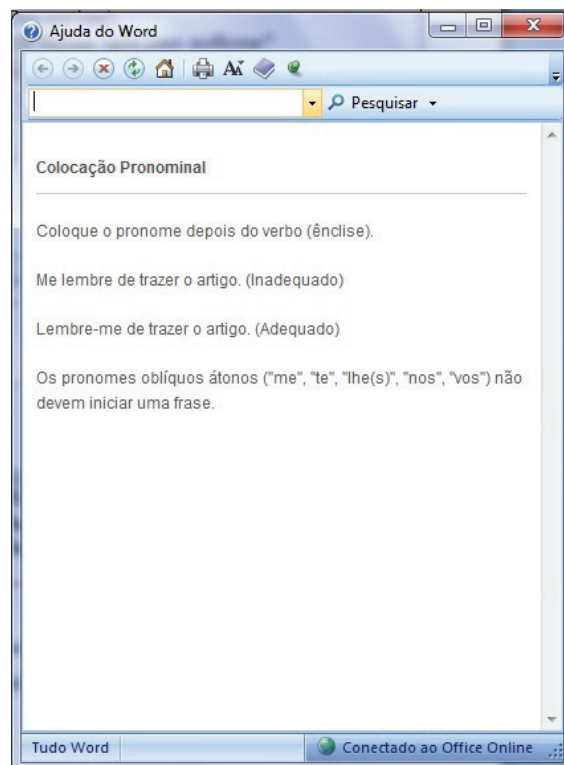 Ajuda do Word
Pesquisar
Colocação Pronominal
Coloque o pronome depois do verbo (ênclise).
Me lembre de trazer o artigo. (Inadequado)
Lembre-me de trazer o artigo. (Adequado)
Os pronomes oblíquos átonos ("me", "te", "lhe(s)", "nos", "vos") não
devem iniciar uma frase.
Tudo Word
Conectado ao Office Online